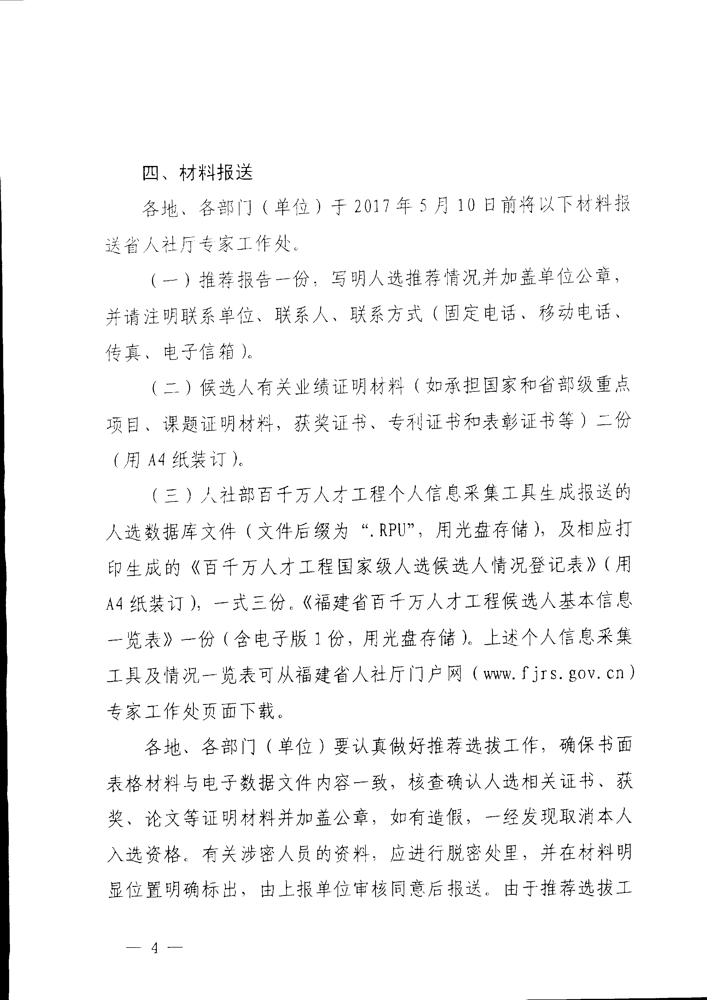 四、材料报送
各地、各部门（单位）于 2017 年 5 月 10 日前将以下材料报
送省人社厅专家工作处。
（一）推荐报告一份，写明人选推荐情况并加盖单位公章，
并请注明联系单位、联系人、联系方式（固定电话、移动电话、
传真、电子信箱）。
（二）候选人有关业绩证明材料（如承担国家和省部级重点
项目、课题证明材料，获奖证书、专利证书和表彰证书等）二份
（用 A4 纸装订）。
（三）人社部百千万人才工程个人信息采集工具生成报送的
人选数据库文件（文件后缀为 “.RPU”，用光盘存储），及相应打
印生成的《百千万人才工程国家级人选候选人情况登记表》（用
A4 纸装订），一式三份。《福建省百千万人才工程候选人基本信息
一览表》一份（含电子版 1 份，用光盘存储）。上述个人信息采集
工具及情况一览表可从福建省人社厅门户网（www.fjrs.gov.cn）
专家工作处页面下载。
各地、各部门（单位）要认真做好推荐选拔工作，确保书面
表格材料与电子数据文件内容一致，核查确认人选相关证书、获
奖、论文等证明材料并加盖公章，如有造假，一经发现取消本人
入选资格。有关涉密人员的资料，应进行脱密处里，并在材料明
显位置明确标出，由上报单位审核同意后报送。由于推荐选拔工
— 4 —